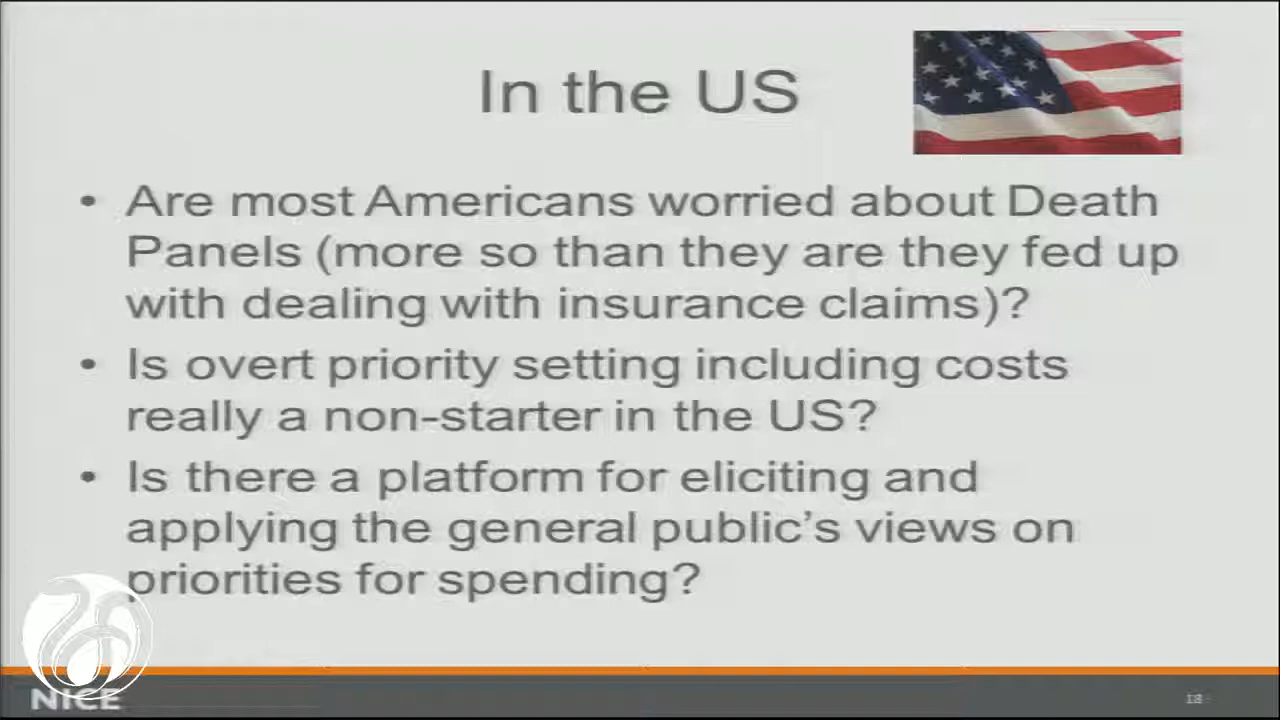 In the US
• Are most Americans worried about Death
Panels (more so than they are they fed up
with dealing with insurance claims)?
• Is overt priority setting including costs
really a non-starter in the US?
• Is there a platform for eliciting and
applying the general public’s views on
priorities for spending?
NICE
18